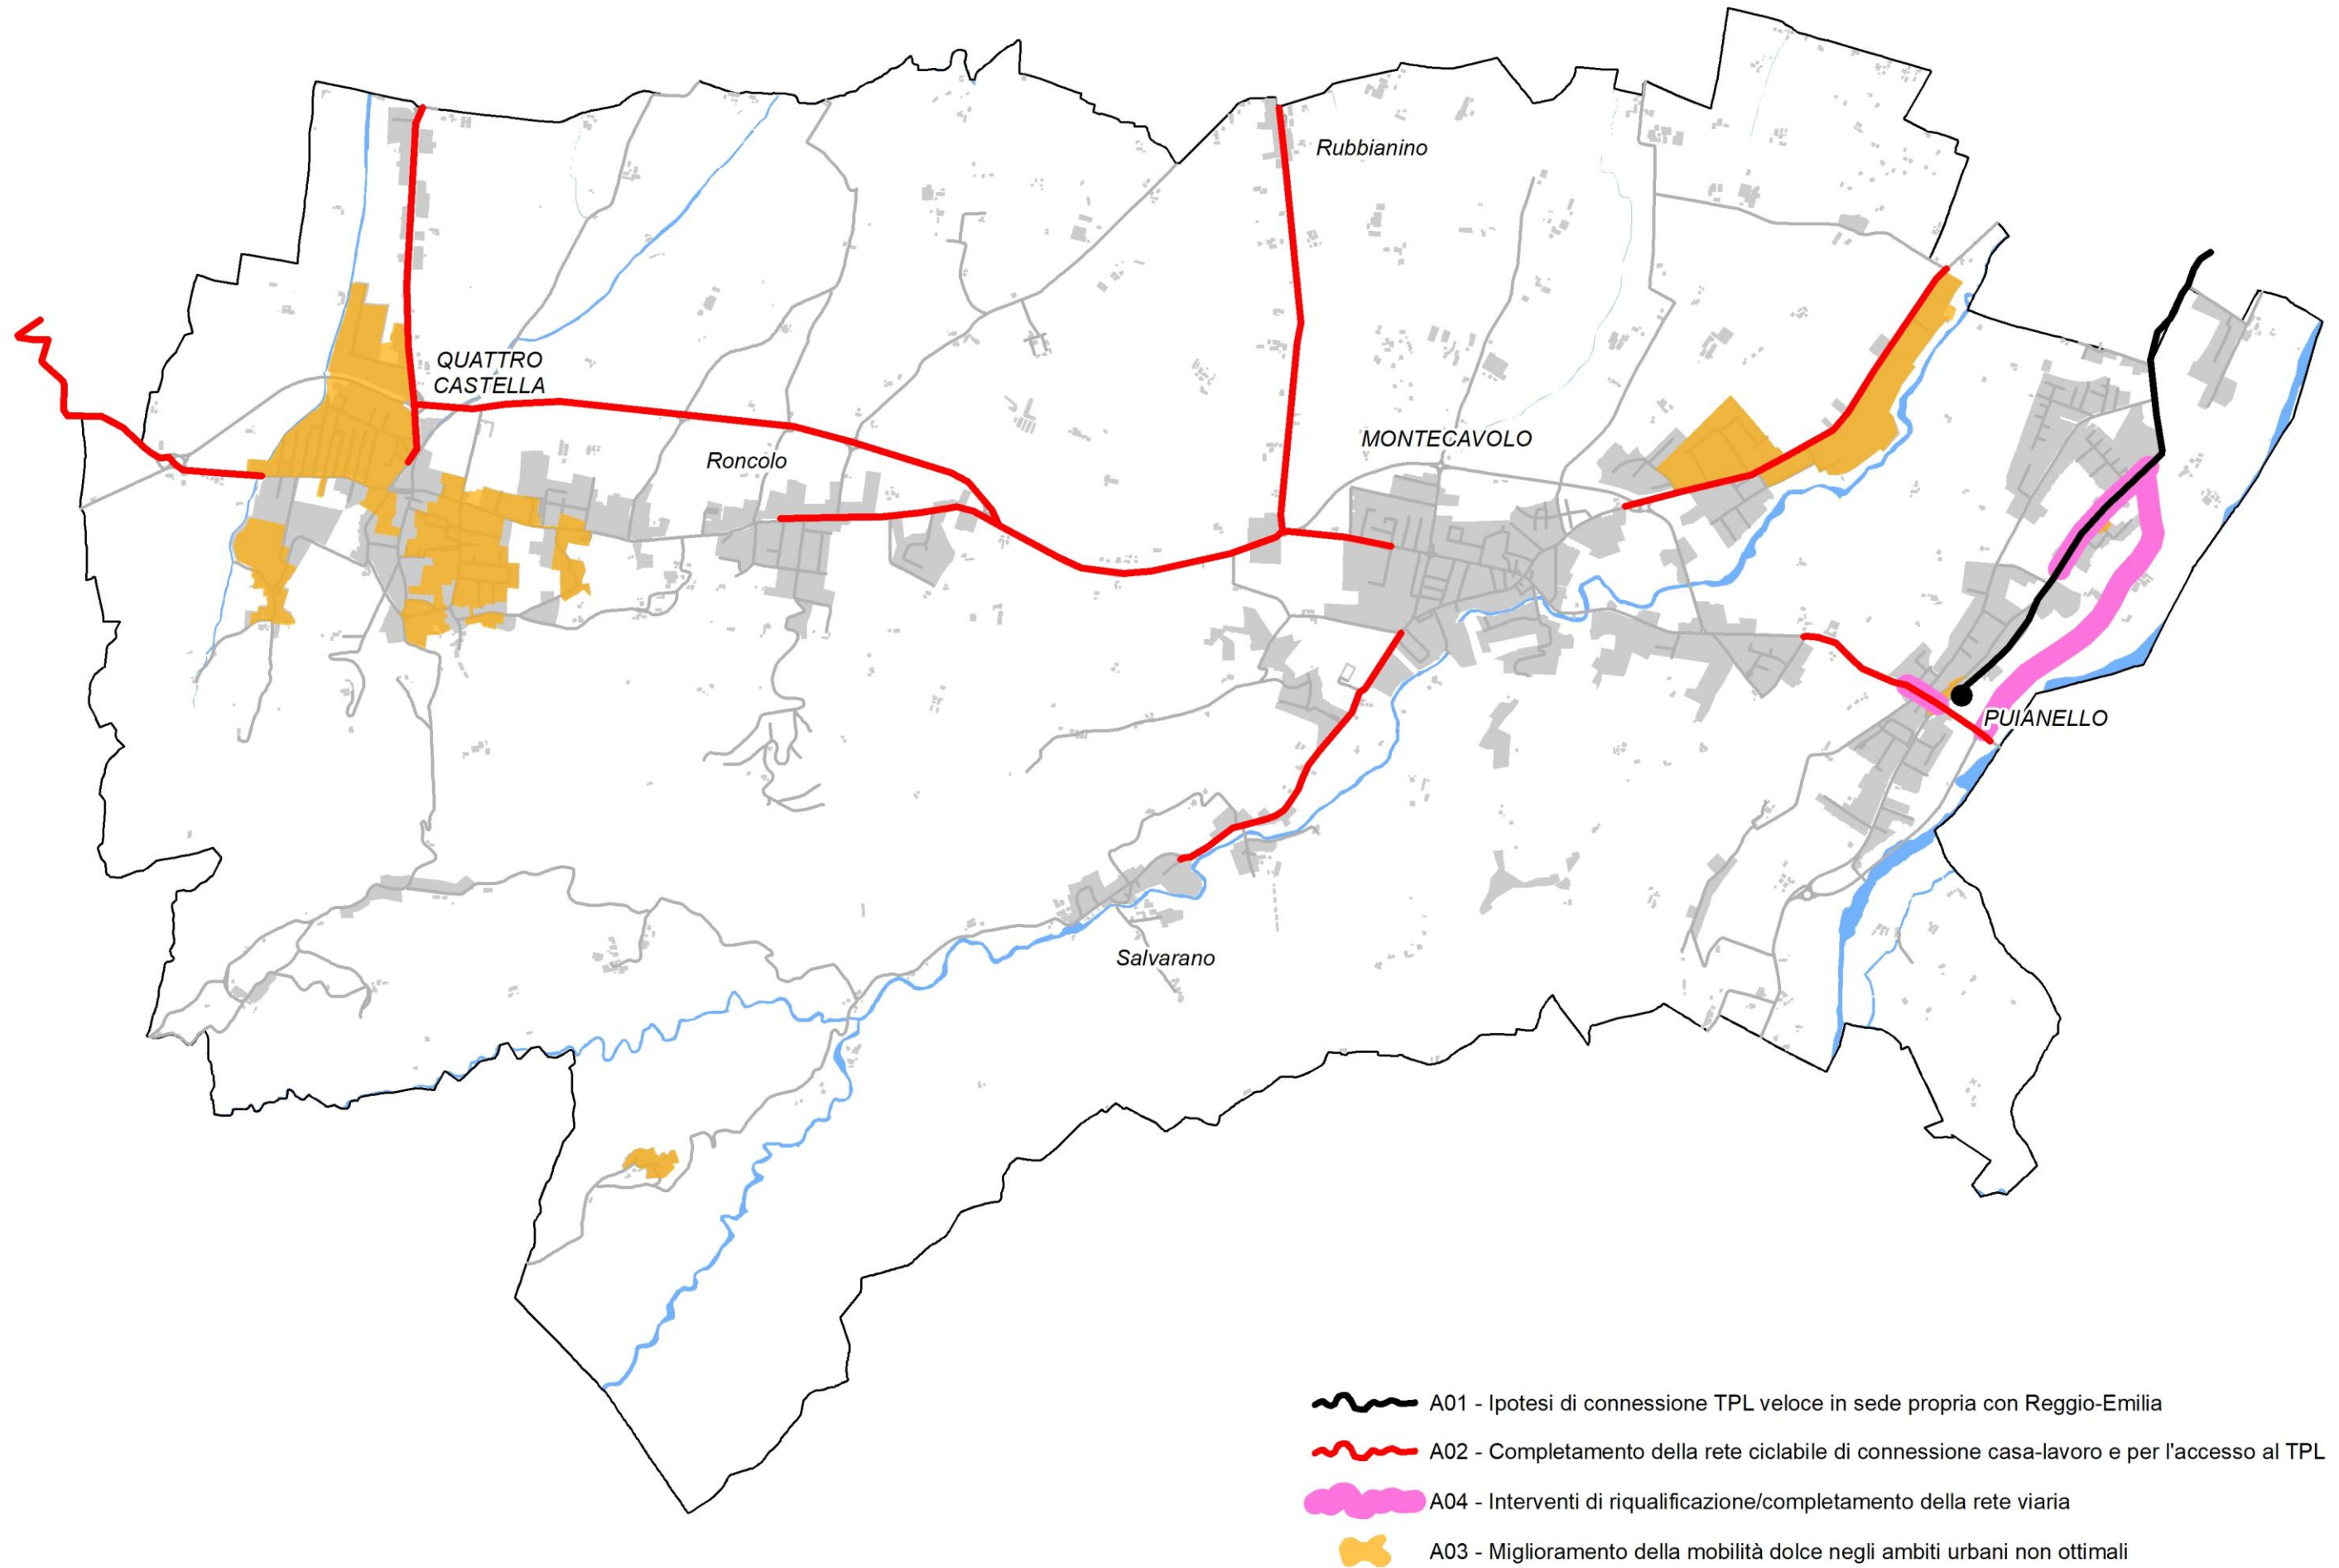 Rubbianino
QUATTRO
CASTELLA
MONTECAVOLO
Roncolo
PUIANELLO
Salvarano
A01 - Ipotesi di connessione TPL veloce in sede propria con Reggio-Emilia
A02 - Completamento della rete ciclabile di connessione casa-lavoro e per l'accesso al TPL
A04 - Interventi di riqualificazione/completamento della rete viaria
A03 - Miglioramento della mobilità dolce negli ambiti urbani non ottimali